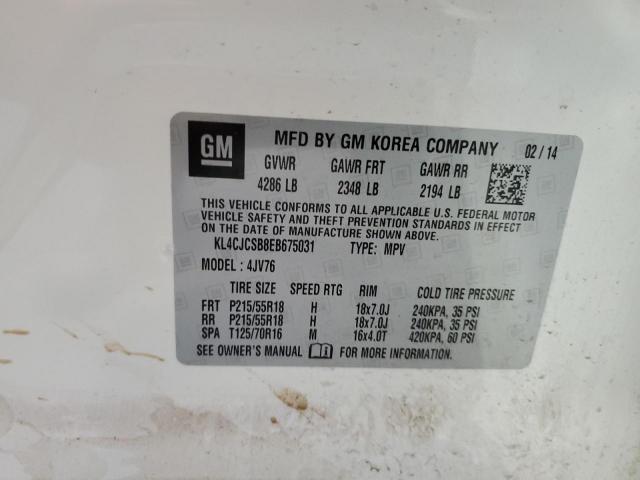 GM
MFD BY GM KOREA COMPANY 02 / 14
GVWR GAWR FRT GAWR RR
4286 LB 2348 LB 2194 LB
THIS VEHICLE CONFORMS TO ALL APPLICABLE U.S. FEDERAL MOTOR
VEHICLE SAFETY AND THEFT PREVENTION STANDARDS IN EFFECT
ON THE DATE OF MANUFACTURE SHOWN ABOVE.
KL4CJCSB8EB675031 TYPE: MPV
MODEL : 4JV76
TIRE SIZE SPEED RTG RIM COLD TIRE PRESSURE
FRT P215/55R18 H 18x7.0J 240KPA, 35 PSI
RR P215/55R18 H 18x7.0J 240KPA, 35 PSI
SPA T125/70R16 M 16x4.0T 420KPA, 60 PSI
SEE OWNER'S MANUAL FOR MORE INFORMATION.